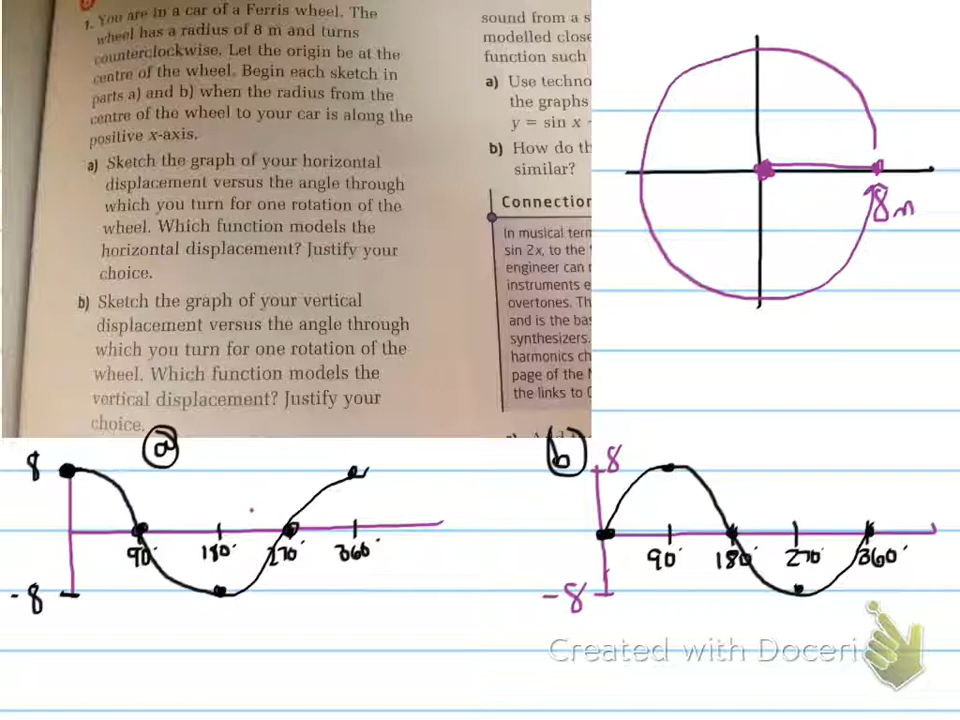 1. You are in a car of a Ferris wheel. The
wheel has a radius of 8 m and turns
counterclockwise. Let the origin be at the
centre of the wheel. Begin each sketch in
parts a) and b) when the radius from the
centre of the wheel to your car is along the
positive x-axis.
a) Sketch the graph of your horizontal
displacement versus the angle through
which you turn for one rotation of the
wheel. Which function models the
horizontal displacement? Justify your
choice.
b) Sketch the graph of your vertical
displacement versus the angle through
which you turn for one rotation of the
wheel. Which function models the
vertical displacement? Justify your
choice.
sound from a s
modelled close
function such
a) Use techno
the graphs
y = sin x -
b) How do th
similar?
Connection
In musical term
sin 2x, to the
engineer can
instruments e
overtones. Th
and is the bas
synthesizers.
harmonics ch
page of the
the links to
8m
a
8
90° 180° 270° 360°
-8
b
8
90° 180° 270° 360°
-8
Created with Doceri